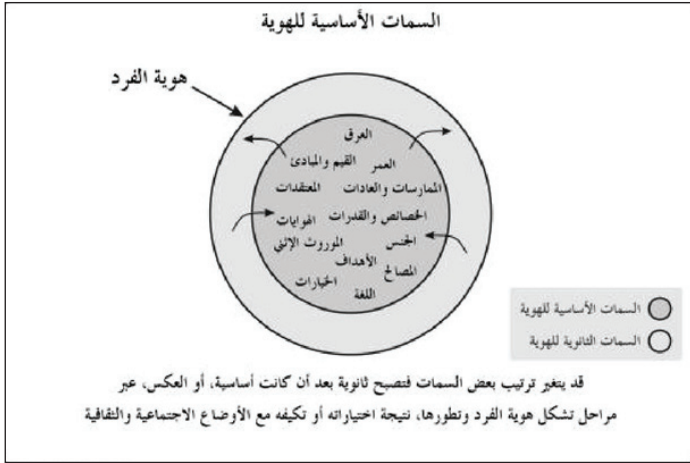 السمات الأساسية للهوية
هوية الفرد
العرق
العمر
القيم والمبادئ
الممارسات والعادات
المعتقدات
الخصائص والقدرات
الهوايات
الجنس
الموروث الإثني
الأهداف
المصالح
الخيارات
اللغة
السمات الأساسية للهوية
السمات الثانوية للهوية
قد يتغير ترتيب بعض السمات فتصبح ثانوية بعد أن كانت أساسية، أو العكس، عبر
مراحل تشكل هوية الفرد وتطورها، نتيجة اختياراته أو تكيفه مع الأوضاع الاجتماعية والثقافية